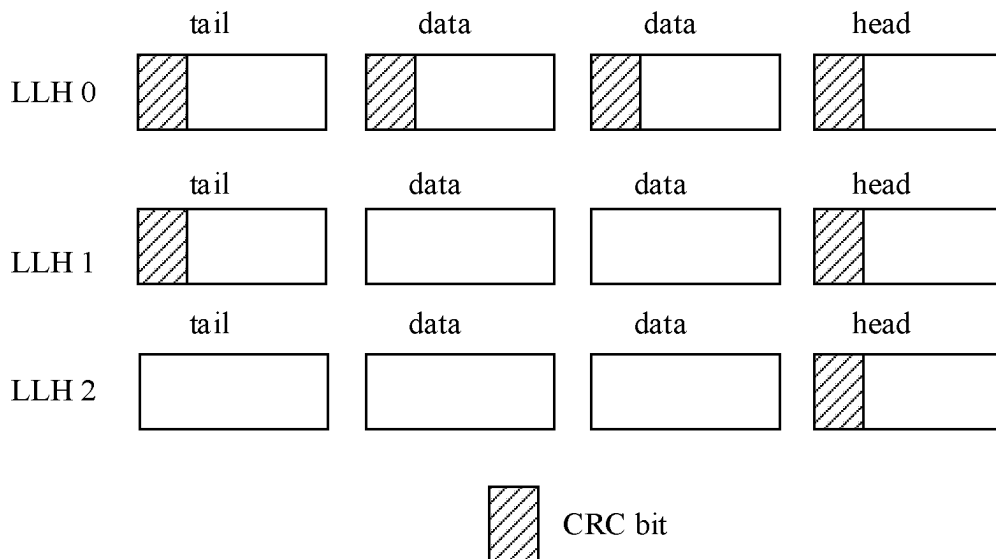 tail data data head
LLH 0
tail data data head
LLH 1
tail data data head
LLH 2
CRC bit